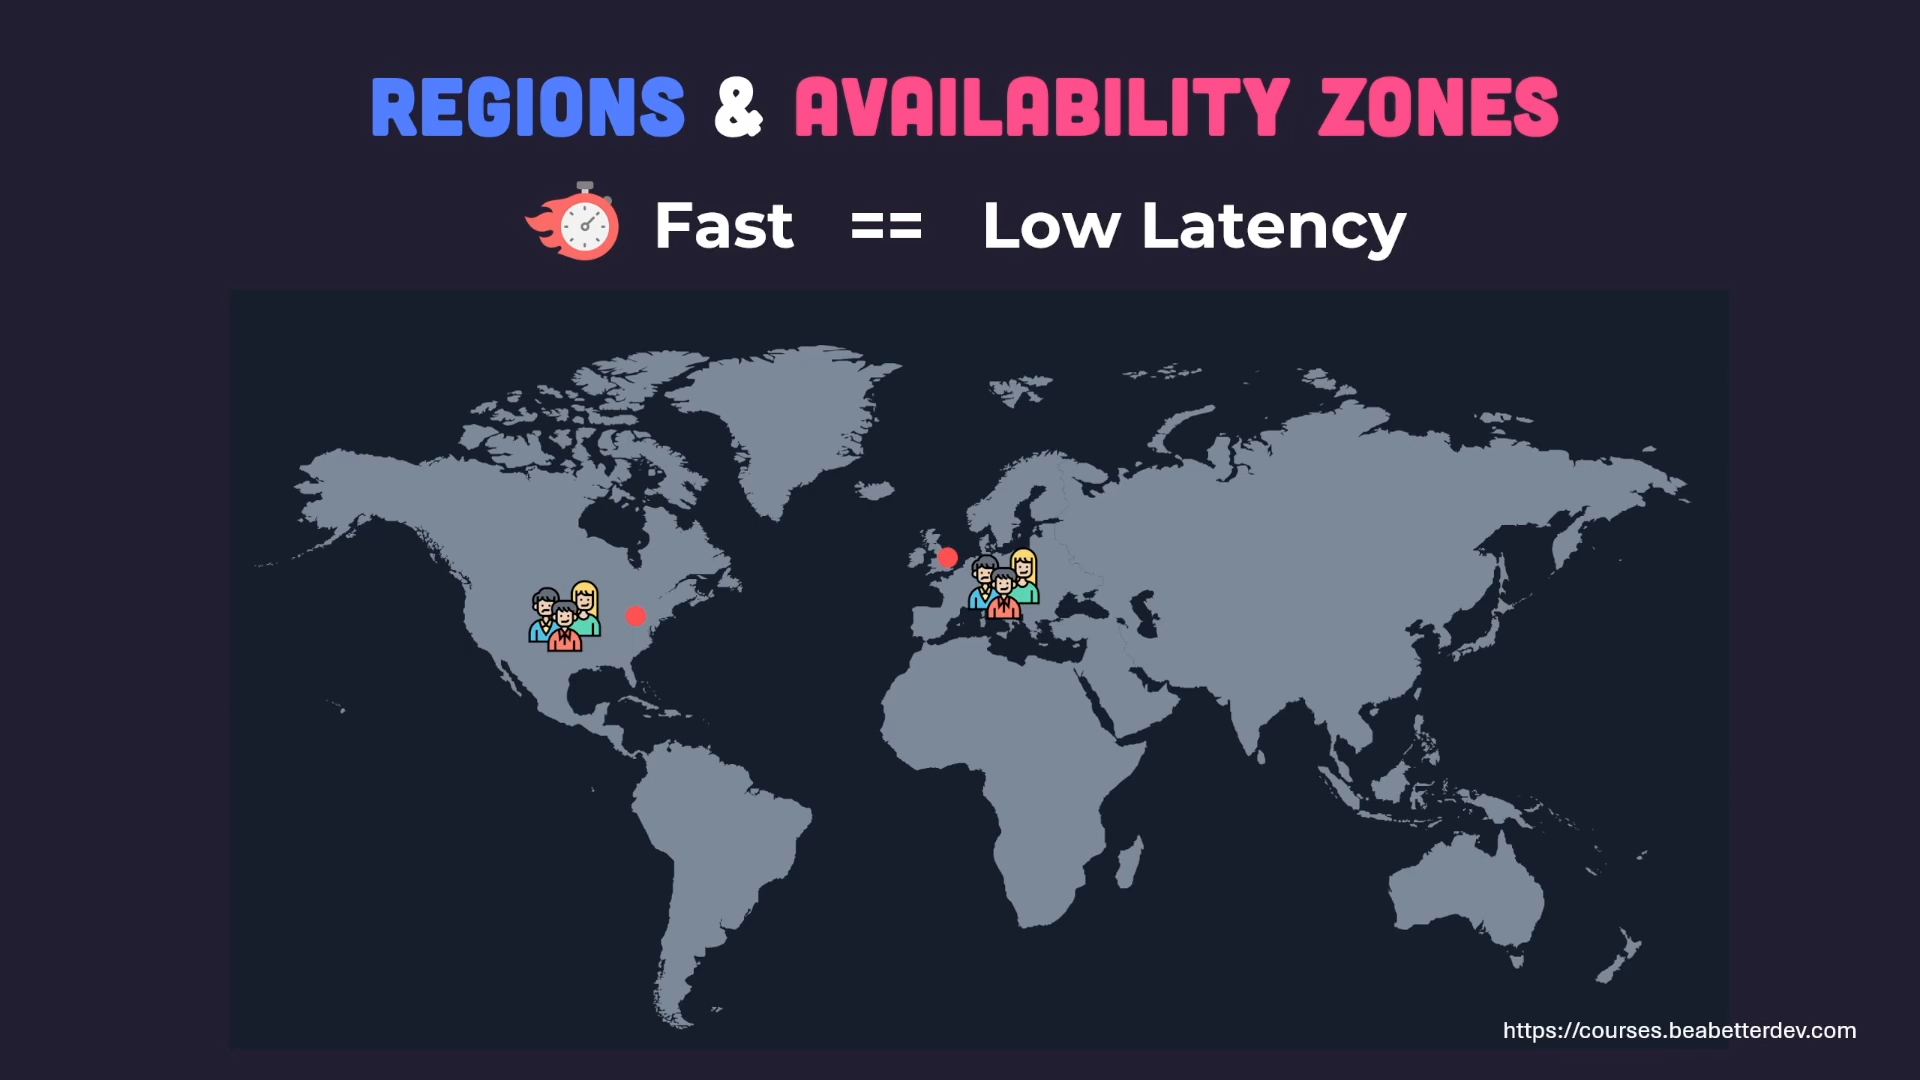 REGIONS & AVAILABILITY ZONES
Fast == Low Latency
https://courses.beabetterdev.com